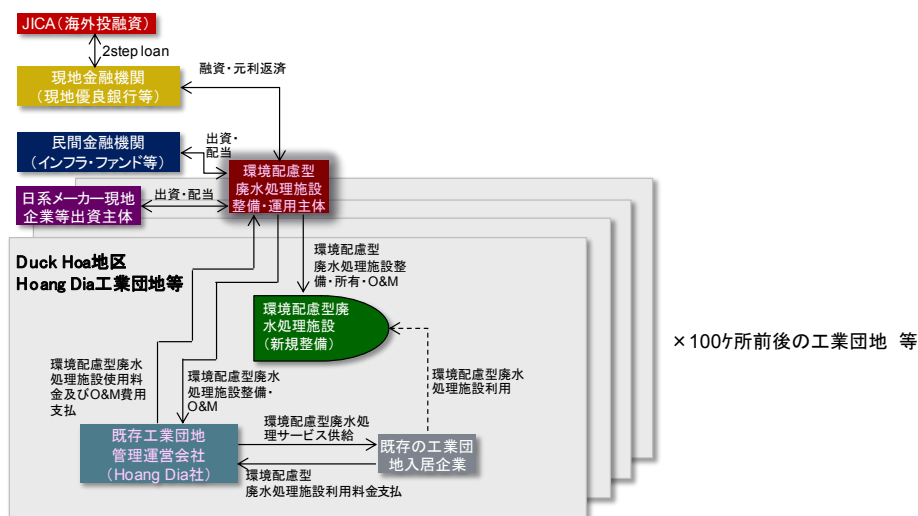 JICA(海外投融資)
2step loan
現地金融機関
(現地優良銀行等)
融資・元利返済
民間金融機関
(インフラ・ファンド等)
出資・
配当
環境配慮型
廃水処理施設
整備・運用主体
日系メーカー現地
企業等出資主体
出資・配当
Duck Hoa地区
Hoang Dia工業団地等
環境配慮型
廃水処理施設整
備・所有・O&M
環境配慮型廃
水処理施設
(新規整備)
×100ケ所前後の工業団地 等
環境配慮型廃水
処理施設使用料
金及びO&M費用
支払
環境配慮型廃水
処理施設整備・
O&M
環境配慮型廃水
処理施設利用
環境配慮型廃水処
理サービス供給
既存工業団地
管理運営会社
(Hoang Dia社)
既存の工業団
地入居企業
環境配慮型
廃水処理施設利用料金支払